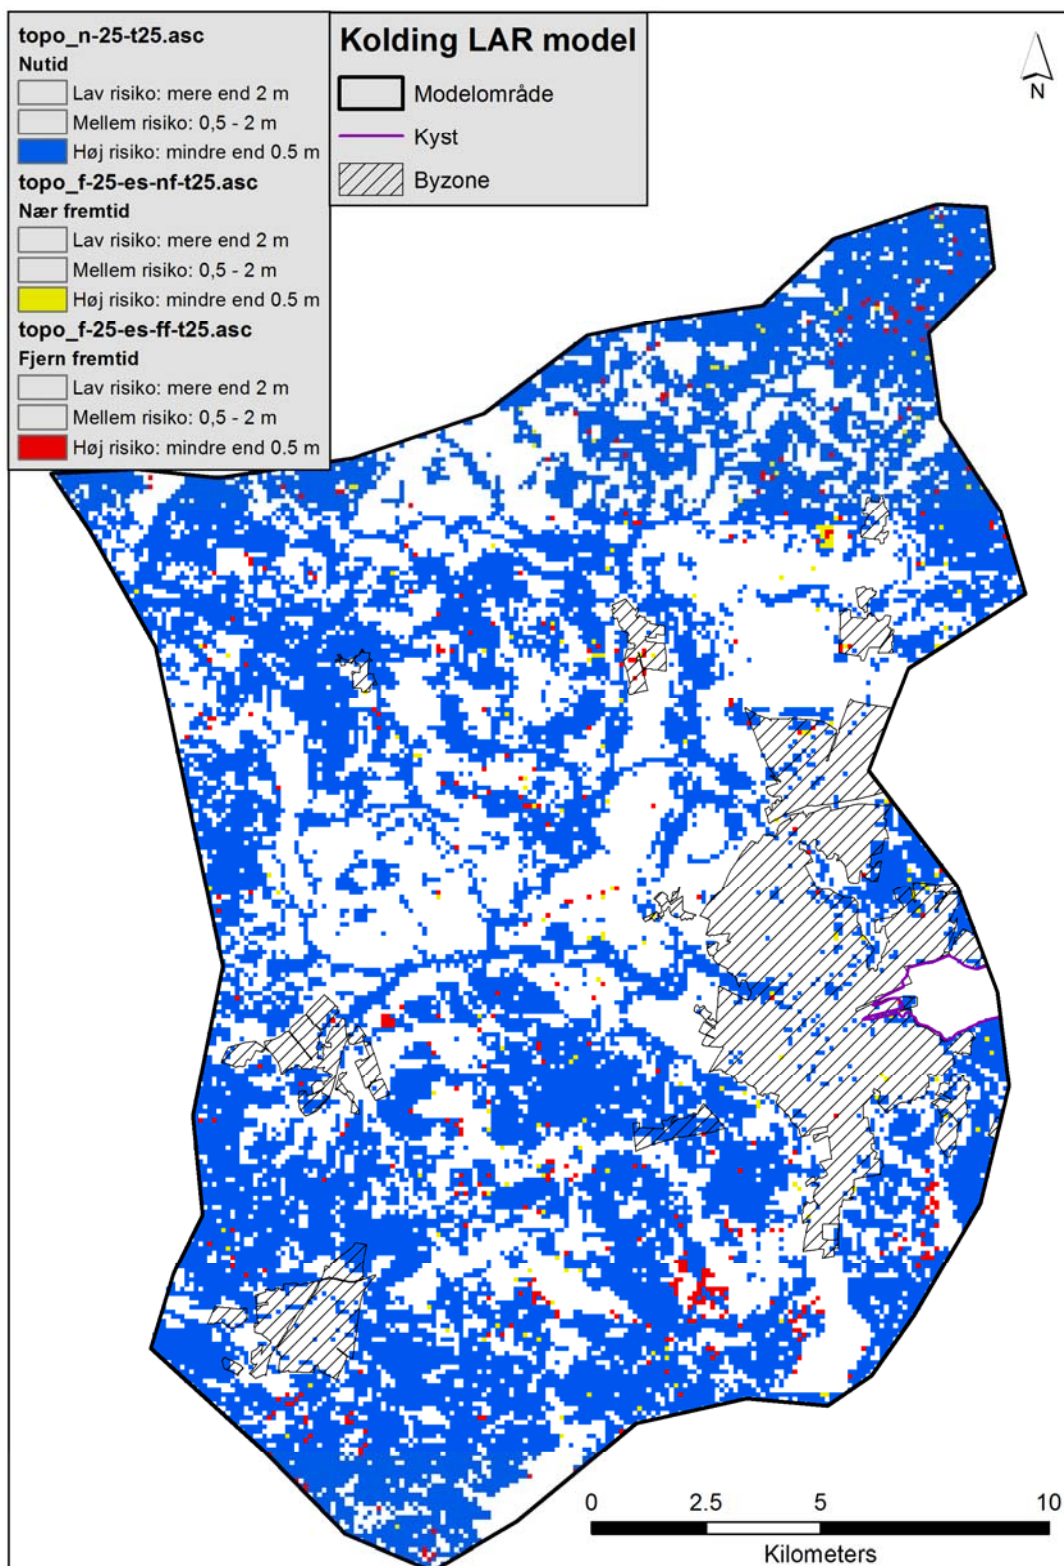 topo_n-25-t25.asc
Nutid
Lav risiko: mere end 2 m
Mellem risiko: 0,5 - 2 m
Høj risiko: mindre end 0.5 m
topo_f-25-es-nf-t25.asc
Nær fremtid
Lav risiko: mere end 2 m
Mellem risiko: 0,5 - 2 m
Høj risiko: mindre end 0.5 m
topo_f-25-es-ff-t25.asc
Fjern fremtid
Lav risiko: mere end 2 m
Mellem risiko: 0,5 - 2 m
Høj risiko: mindre end 0.5 m
Kolding LAR model
Modelområde
Kyst
Byzone
N
0 2.5 5 10
Kilometers